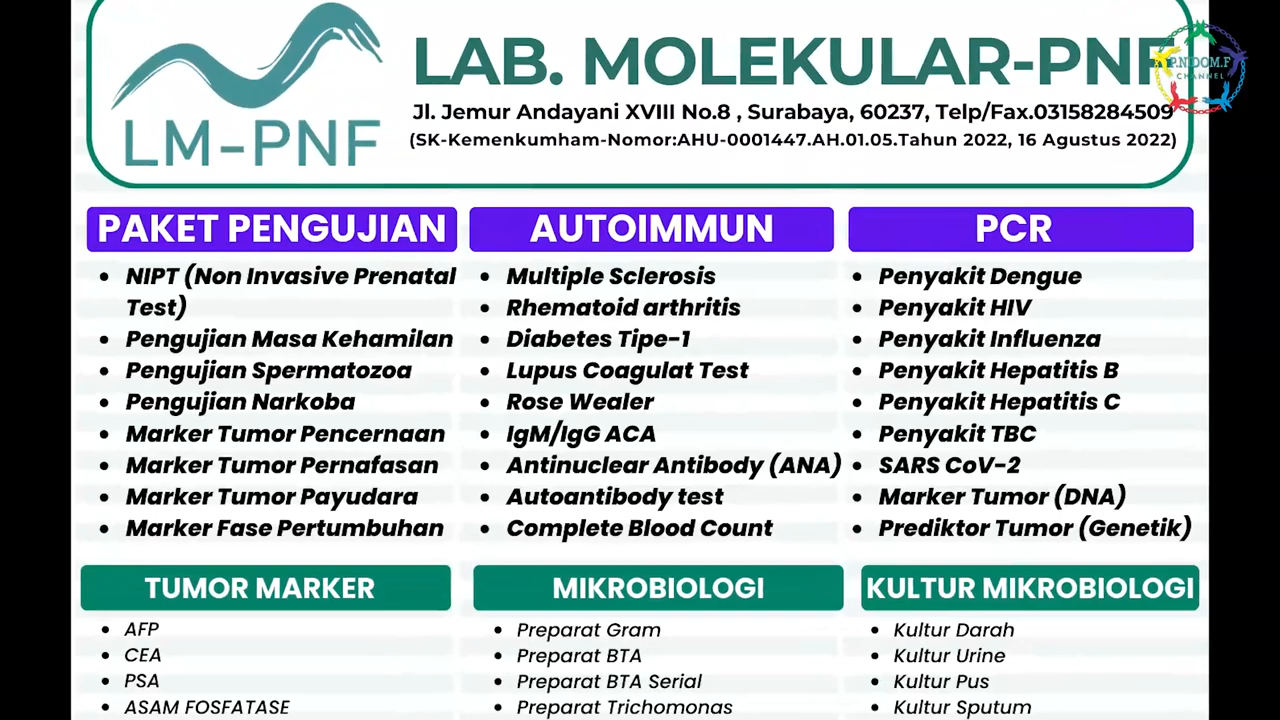 LAB. MOLEKULAR-PNF
Jl. Jemur Andayani XVIII No.8 , Surabaya, 60237, Telp/Fax.03158284509
(SK-Kemenkumham-Nomor:AHU-0001447.AH.01.05.Tahun 2022, 16 Agustus 2022)
LM-PNF
P.NIDOM.F
CHANNEL
PAKET PENGUJIAN
• NIPT (Non Invasive Prenatal
Test)
• Pengujian Masa Kehamilan
• Pengujian Spermatozoa
• Pengujian Narkoba
• Marker Tumor Pencernaan
• Marker Tumor Pernafasan
• Marker Tumor Payudara
• Marker Fase Pertumbuhan
AUTOIMMUN
• Multiple Sclerosis
• Rhematoid arthritis
• Diabetes Tipe-1
• Lupus Coagulat Test
• Rose Wealer
• IgM/IgG ACA
• Antinuclear Antibody (ANA)
• Autoantibody test
• Complete Blood Count
PCR
• Penyakit Dengue
• Penyakit HIV
• Penyakit Influenza
• Penyakit Hepatitis B
• Penyakit Hepatitis C
• Penyakit TBC
• SARS CoV-2
• Marker Tumor (DNA)
• Prediktor Tumor (Genetik)
TUMOR MARKER
• AFP
• CEA
• PSA
• ASAM FOSFATASE
MIKROBIOLOGI
• Preparat Gram
• Preparat BTA
• Preparat BTA Serial
• Preparat Trichomonas
KULTUR MIKROBIOLOGI
• Kultur Darah
• Kultur Urine
• Kultur Pus
• Kultur Sputum